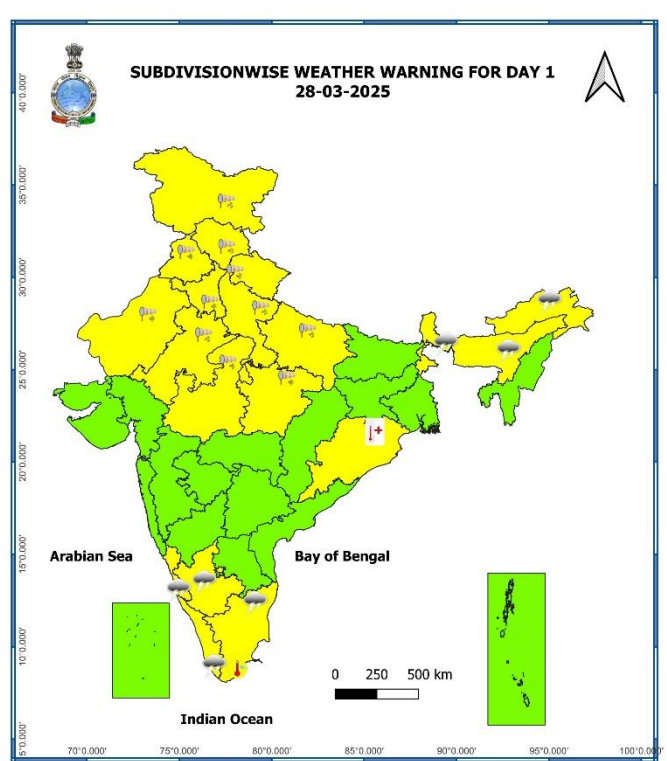 SUBDIVISIONWISE WEATHER WARNING FOR DAY 1
28-03-2025
40°0.000'
35°0.000'
30°0.000'
25°0.000'
20°0.000'
15°0.000'
10°0.000'
5°0.000'
Arabian Sea
Bay of Bengal
0 250 500 km
Indian Ocean
70°0.000' 75°0.000' 80°0.000' 85°0.000' 90°0.000' 95°0.000' 100°0.000'